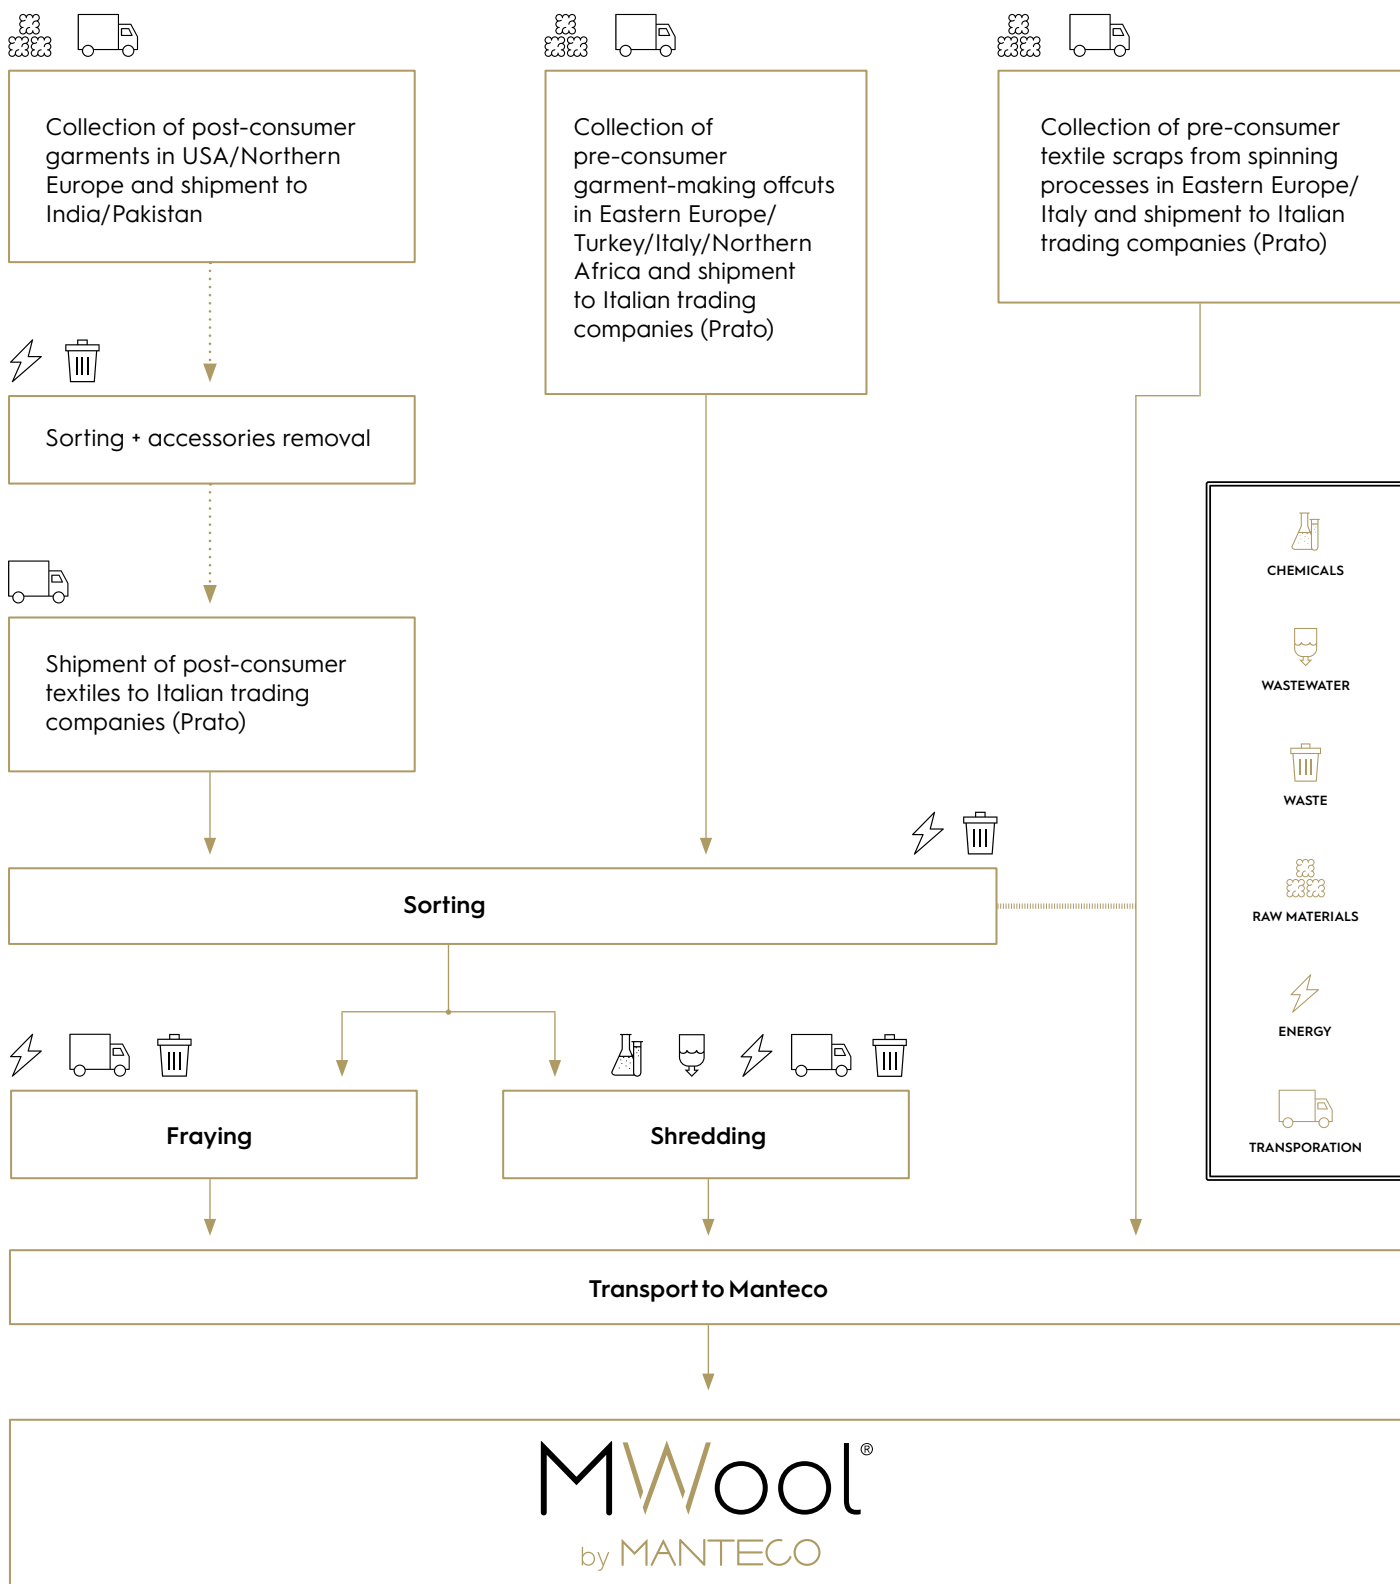 Collection of post-consumer
garments in USA/Northern
Europe and shipment to
India/Pakistan
Collection of
pre-consumer
garment-making offcuts
in Eastern Europe/
Turkey/Italy/Northern
Africa and shipment
to Italian trading
companies (Prato)
Collection of pre-consumer
textile scraps from spinning
processes in Eastern Europe/
Italy and shipment to Italian
trading companies (Prato)
Sorting + accessories removal
Shipment of post-consumer
textiles to Italian trading
companies (Prato)
Sorting
Fraying
Shredding
CHEMICALS
WASTEWATER
WASTE
RAW MATERIALS
ENERGY
TRANSPORATION
Transport to Manteco
MWool®
by MANTECO